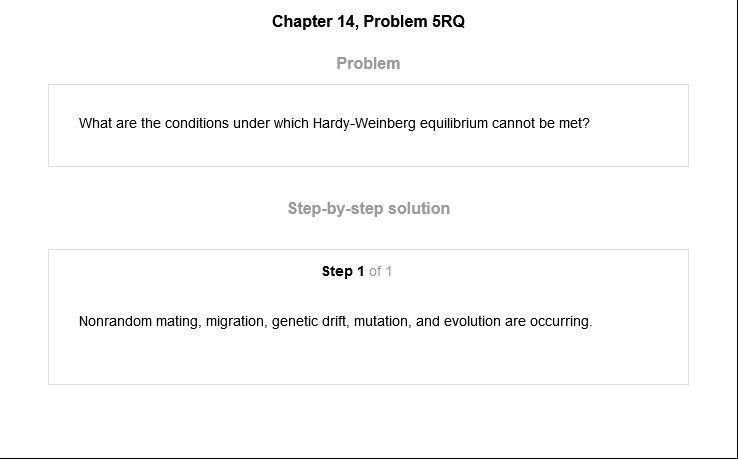 Chapter 14, Problem 5RQ
Problem
What are the conditions under which Hardy-Weinberg equilibrium cannot be met?
Step-by-step solution
Step 1 of 1
Nonrandom mating, migration, genetic drift, mutation, and evolution are occurring.